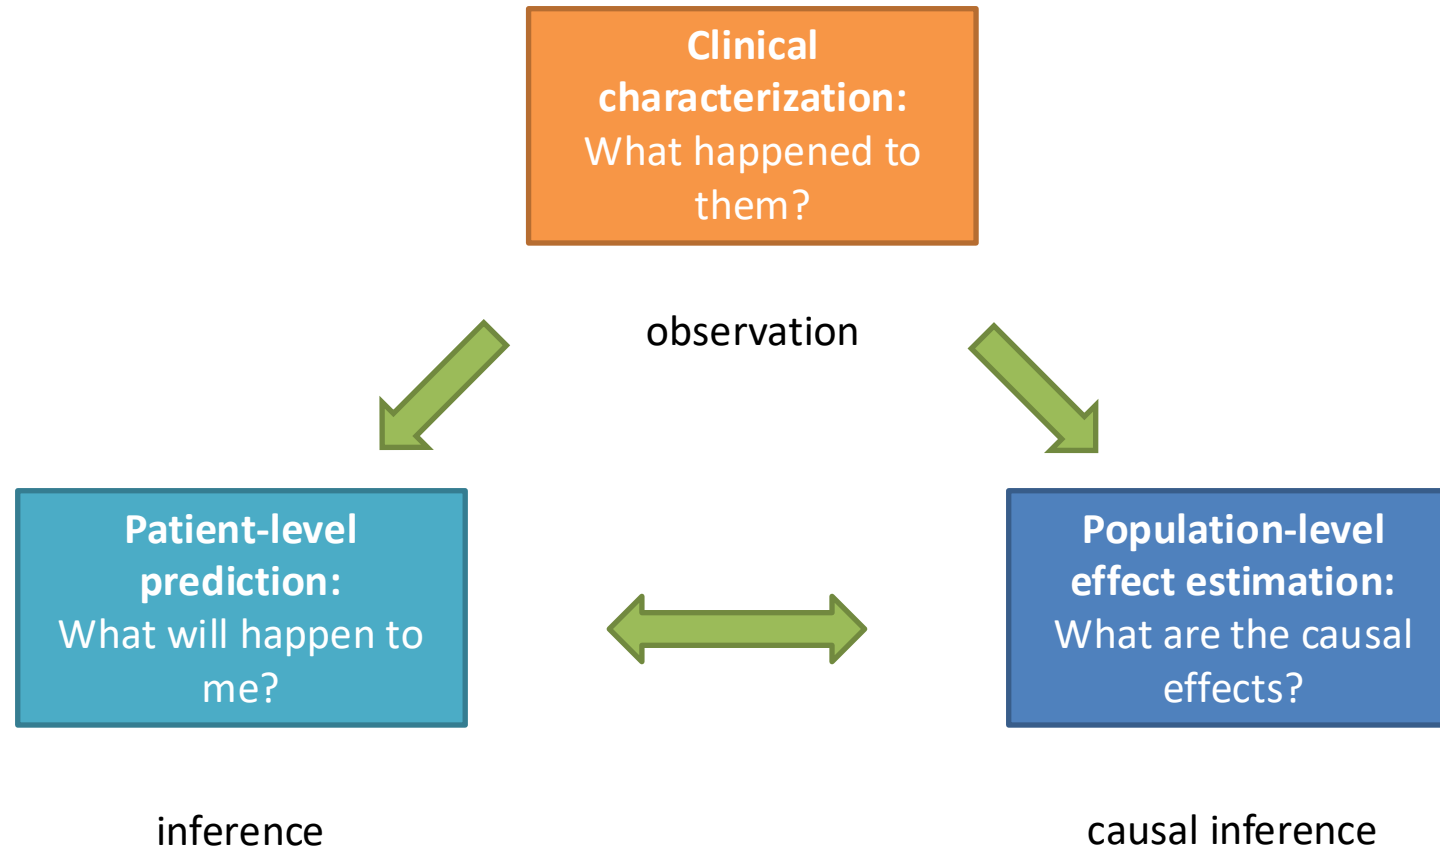 Clinical
characterization:
What happened to
them?
observation
Patient-level
prediction:
What will happen to
me?
Population-level
effect estimation:
What are the causal
effects?
inference
causal inference